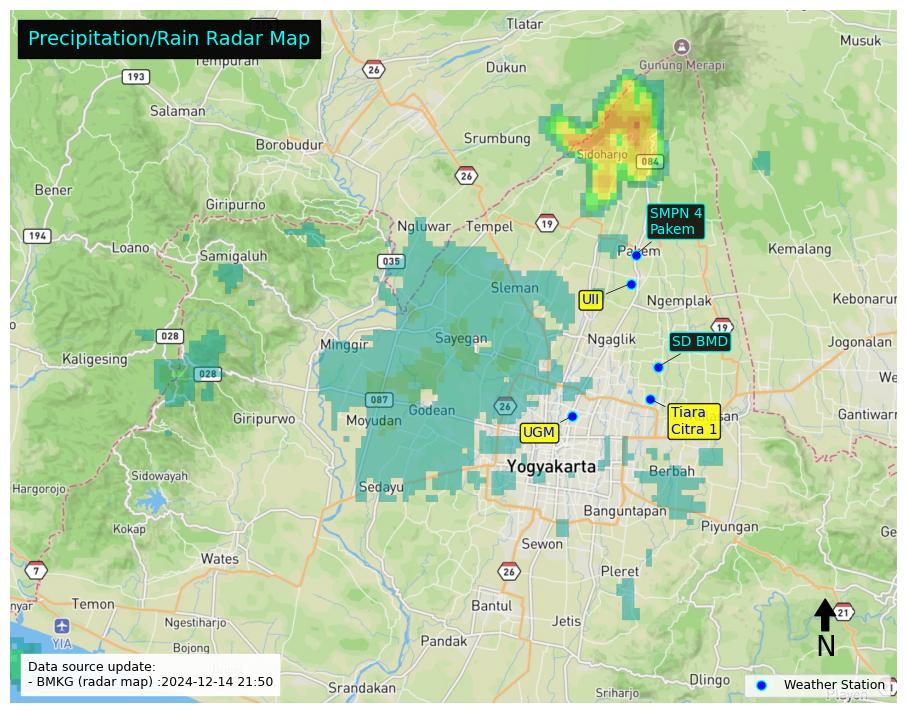 Precipitation/Rain Radar Map
Tlatar
Musuk
Gunung Merapi
Dukun
26
193
Salaman
Srumbung
Borobudur
Sidoharjo
084
26
Bener
Giripurno
SMPN 4
Pakem
194
Ngluwar
Tempel
19
Loano
Samigaluh
035
Pakem
Kemalang
Sleman
UII
Ngemplak
Kebonarum
028
Minggir
Sayegan
Ngaglik
SD BMD
19
Jogonalan
Kaligesing
028
087
Godean
26
Tiara
Citra 1
san
Gantiwarn
Giripurwo
Moyudan
UGM
Yogyakarta
Hargorojo
Sidowayah
Sedayu
Berbah
Kokap
Banguntapan
Piyungan
Wates
Sewon
7
26
Pleret
nyar
Temon
Bantul
21
YIA
Ngestiharjo
Jetis
Bojong
Pandak
N
Data source update:
- BMKG (radar map) :2024-12-14 21:50
Srandakan
Dlingo
Sriharjo
Weather Station
Playen